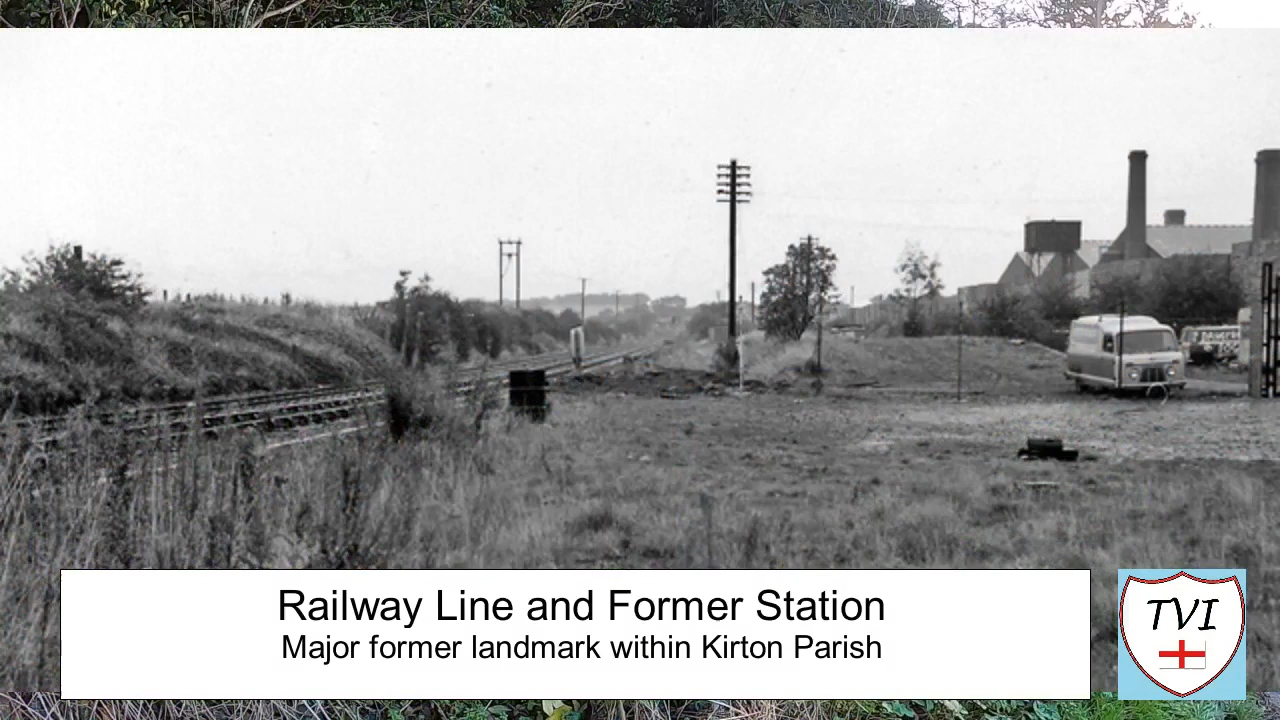 Railway Line and Former Station
Major former landmark within Kirton Parish
TVI